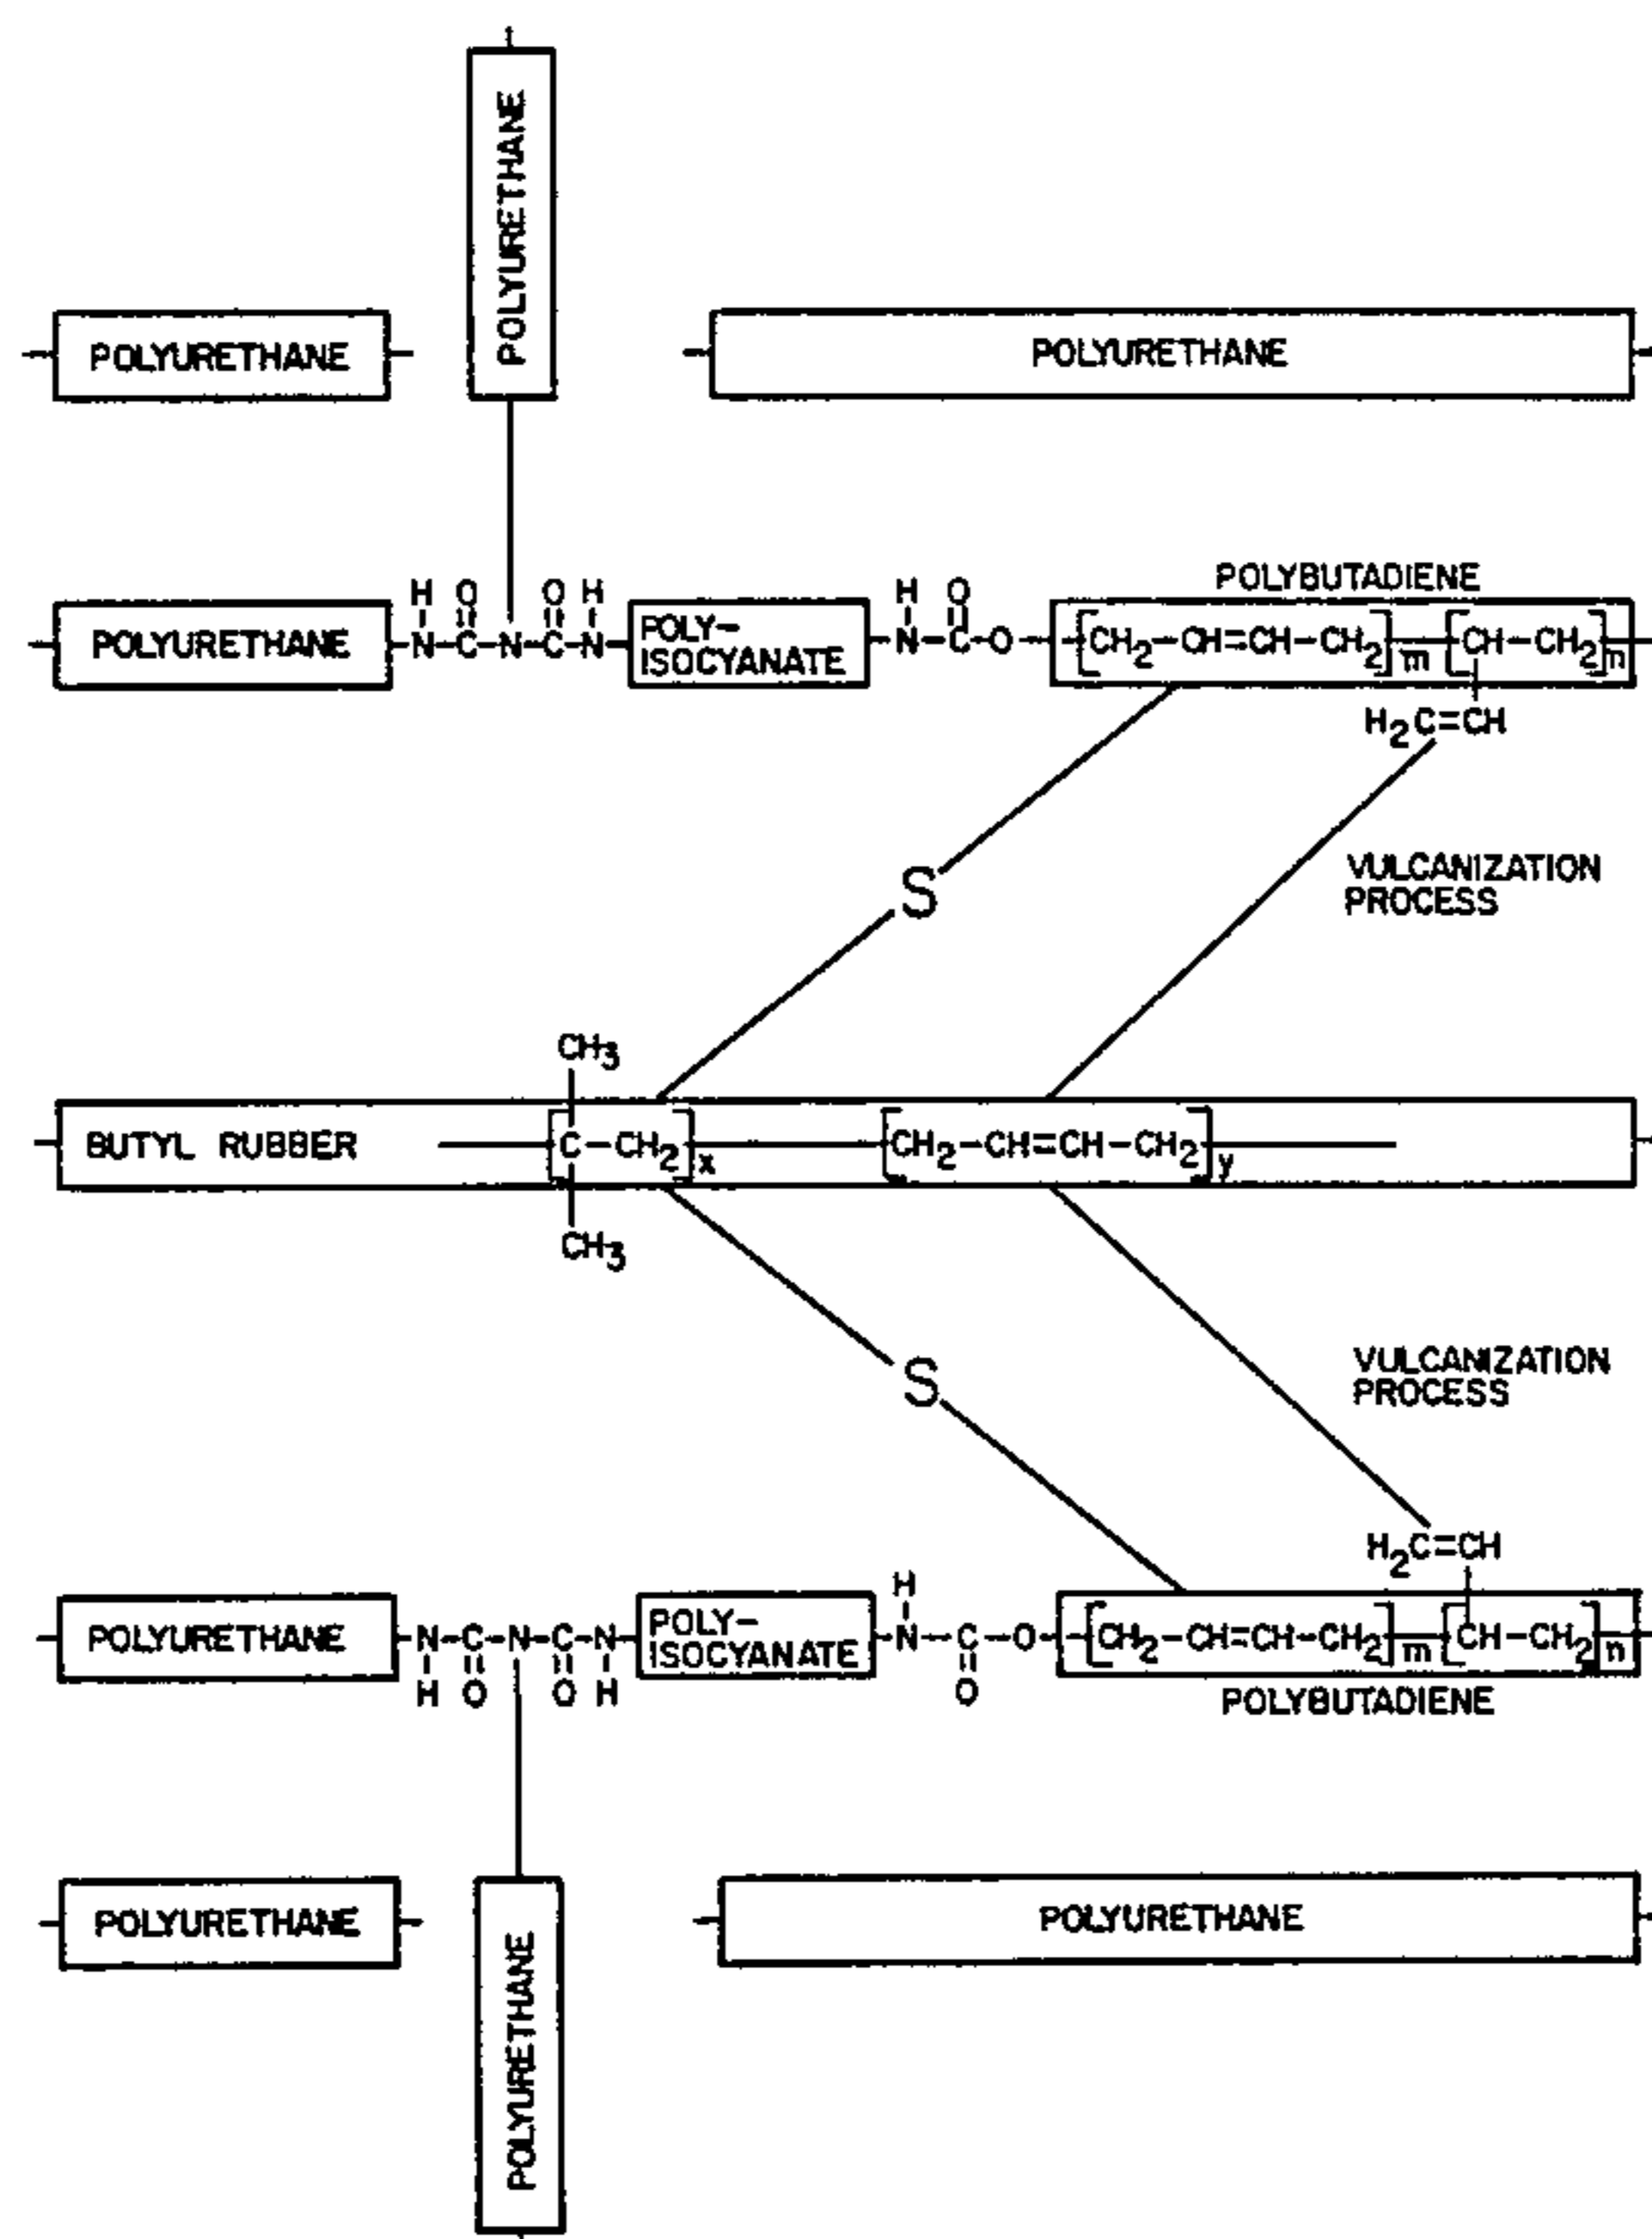 POLYURETHANE
POLYURETHANE
POLYURETHANE
POLYBUTADIENE
H O O H H O
POLYURETHANE -N-C-N-C-N- POLY-ISOCYANATE -N-C-O- [CH2-CH=CH-CH2]m [CH-CH2]n
H2C=CH
VULCANIZATION
PROCESS
S
CH3
BUTYL RUBBER [C-CH2]x [CH2-CH=CH-CH2]y
CH3
VULCANIZATION
PROCESS
S
H2C=CH
H
POLYURETHANE -N-C-N-C-N- POLY-ISOCYANATE -N-C-O- [CH2-CH=CH-CH2]m [CH-CH2]n
H O O H O
POLYBUTADIENE
POLYURETHANE
POLYURETHANE
POLYURETHANE